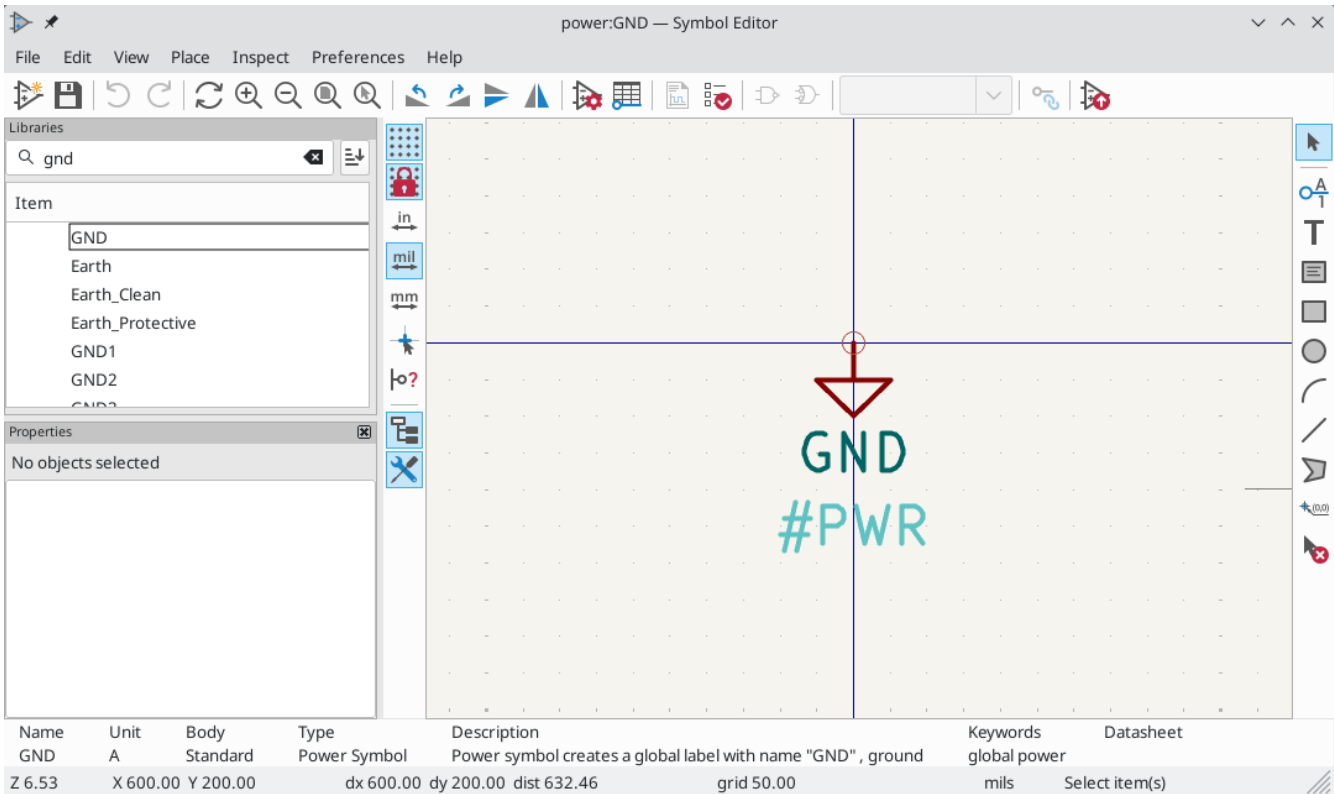 power:GND — Symbol Editor
File Edit View Place Inspect Preferences Help
Libraries
gnd
Item
GND
Earth
Earth_Clean
Earth_Protective
GND1
GND2
Properties
No objects selected
in
mil
mm
?
GND
#PWR
A
1
T
(0,0)
Name Unit Body Type Description Keywords Datasheet
GND A Standard Power Symbol Power symbol creates a global label with name "GND" , ground global power
Z 6.53 X 600.00 Y 200.00 dx 600.00 dy 200.00 dist 632.46 grid 50.00 mils Select item(s)